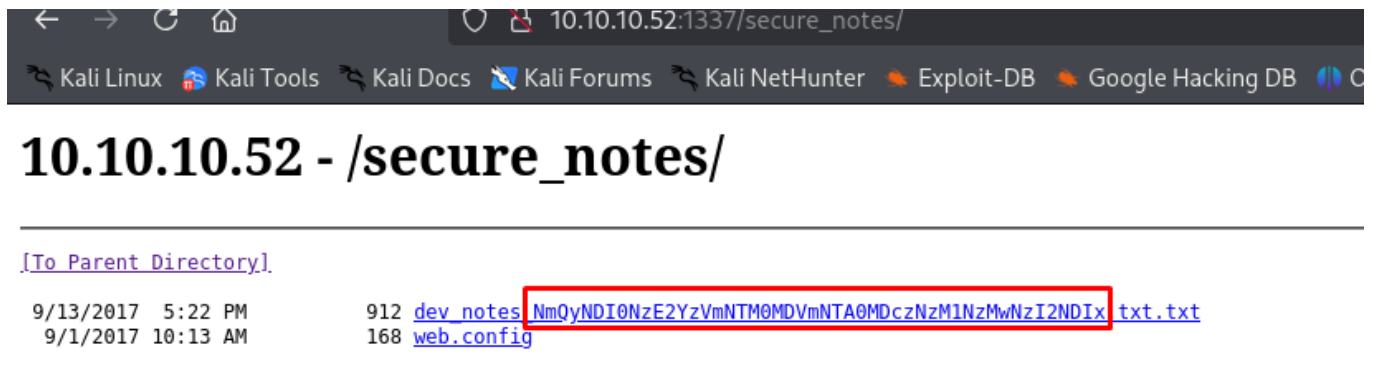 10.10.10.52:1337/secure_notes/
Kali Linux Kali Tools Kali Docs Kali Forums Kali NetHunter Exploit-DB Google Hacking DB
10.10.10.52 - /secure_notes/
[To Parent Directory]
9/13/2017 5:22 PM 912 dev_notes_NmQyNDI0NzE2YzVmNTM0MDVmNTA0MDczNzM1NzMwNzI2NDIx.txt.txt
9/1/2017 10:13 AM 168 web.config